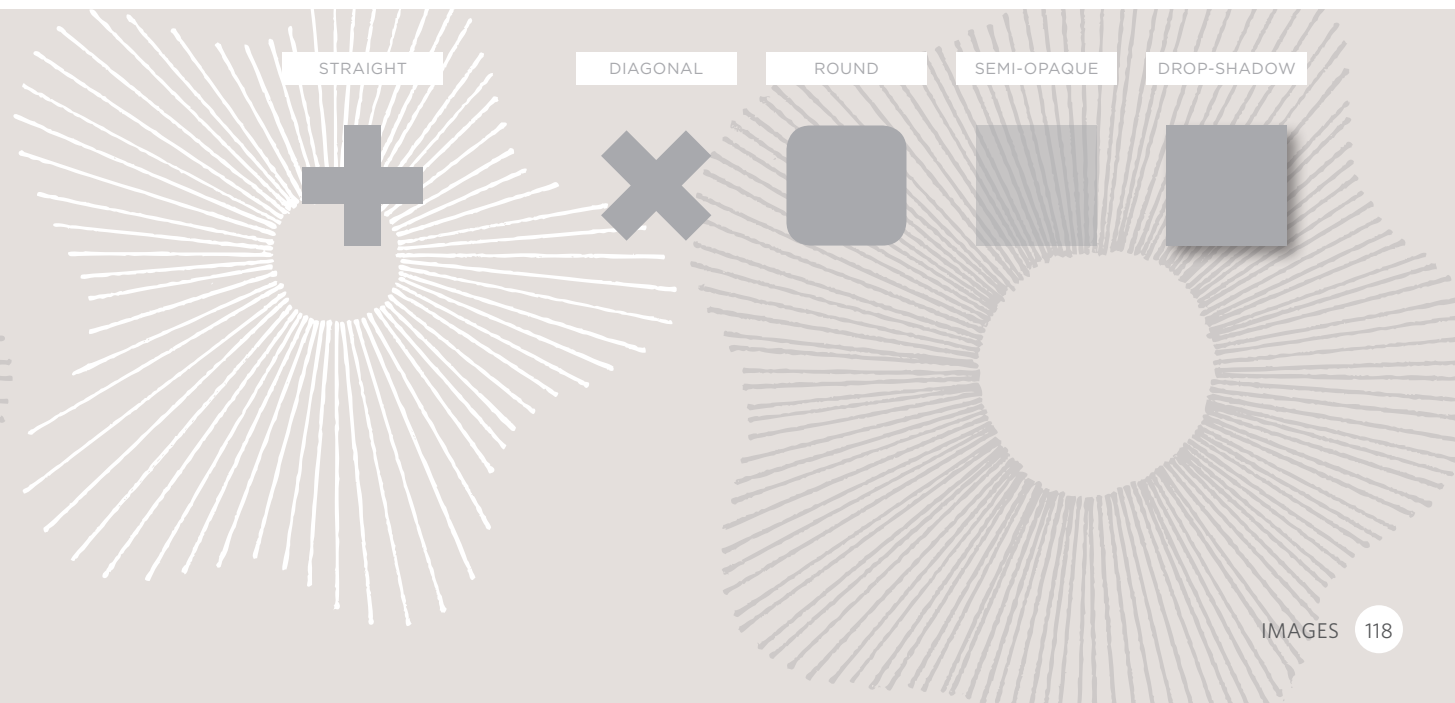 STRAIGHT
DIAGONAL
ROUND
SEMI-OPAQUE
DROP-SHADOW
IMAGES 118